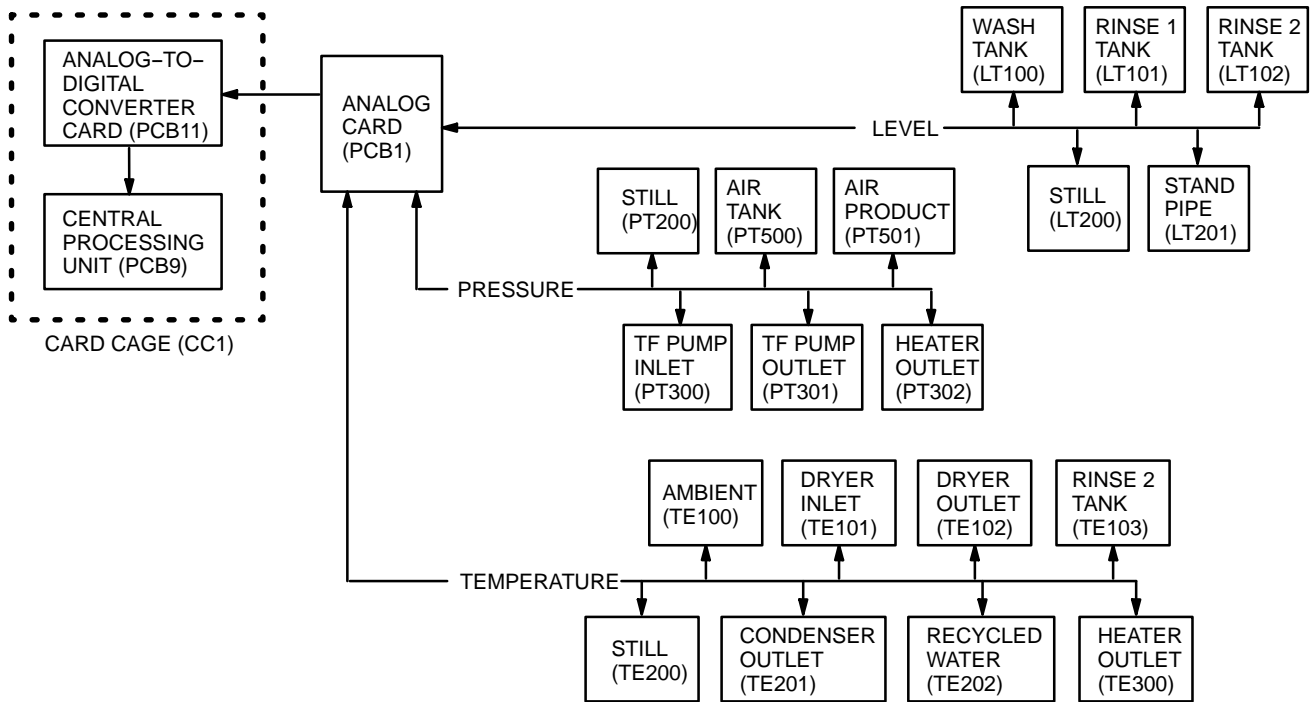 ANALOG–TO–
DIGITAL
CONVERTER
CARD (PCB11)
CENTRAL
PROCESSING
UNIT (PCB9)
CARD CAGE (CC1)
ANALOG
CARD
(PCB1)
WASH
TANK
(LT100)
RINSE 1
TANK
(LT101)
RINSE 2
TANK
(LT102)
LEVEL
STILL
(LT200)
STAND
PIPE
(LT201)
STILL
(PT200)
AIR
TANK
(PT500)
AIR
PRODUCT
(PT501)
PRESSURE
TF PUMP
INLET
(PT300)
TF PUMP
OUTLET
(PT301)
HEATER
OUTLET
(PT302)
AMBIENT
(TE100)
DRYER
INLET
(TE101)
DRYER
OUTLET
(TE102)
RINSE 2
TANK
(TE103)
TEMPERATURE
STILL
(TE200)
CONDENSER
OUTLET
(TE201)
RECYCLED
WATER
(TE202)
HEATER
OUTLET
(TE300)